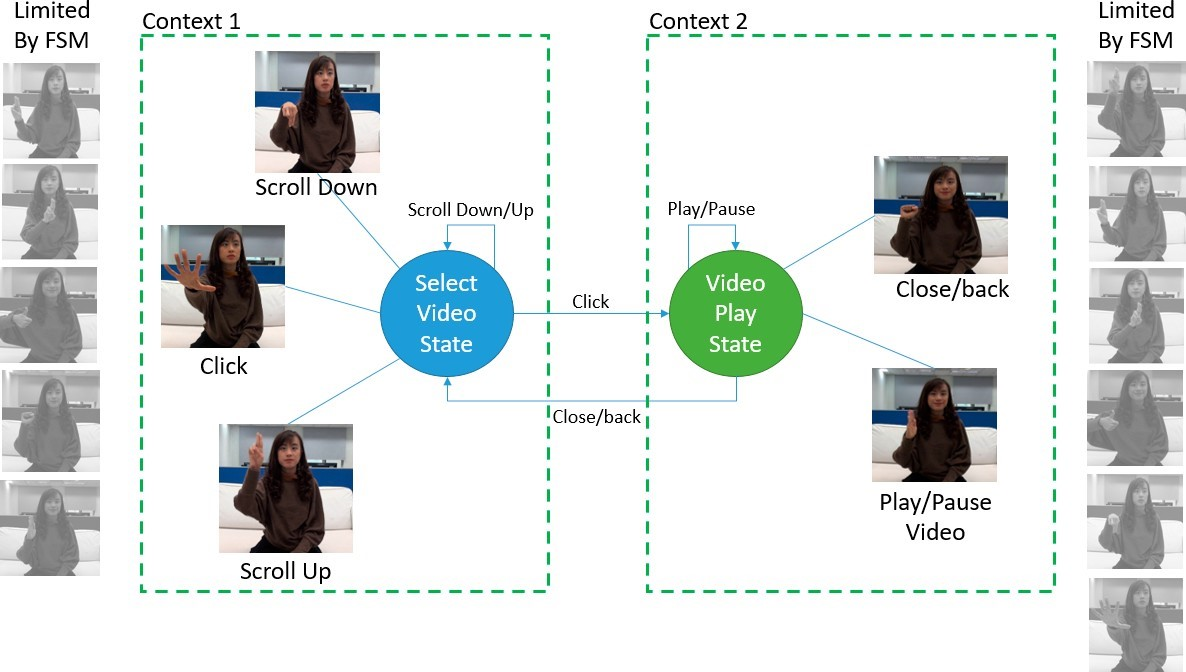 Limited
By FSM
Context 1
Scroll Down
Click
Scroll Up
Scroll Down/Up
Select
Video
State
Click
Close/back
Context 2
Play/Pause
Video
Play
State
Close/back
Play/Pause
Video
Limited
By FSM